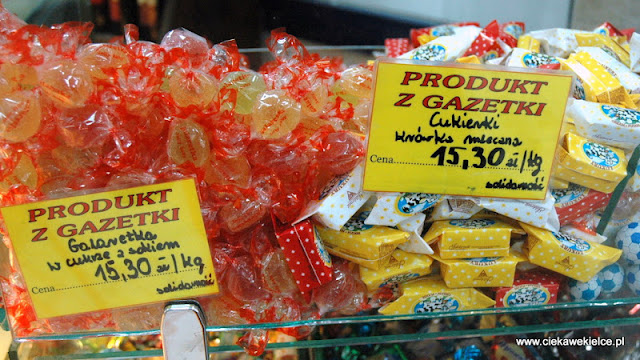 PRODUKT
Z GAZETKI
Galaretka
w cukrze z sokiem
Cena 15,30 zł/kg
solidarność
PRODUKT
Z GAZETKI
Cukierki
krówka mleczna
Cena 15,30 zł/kg
solidarność
www.ciekawekielce.pl